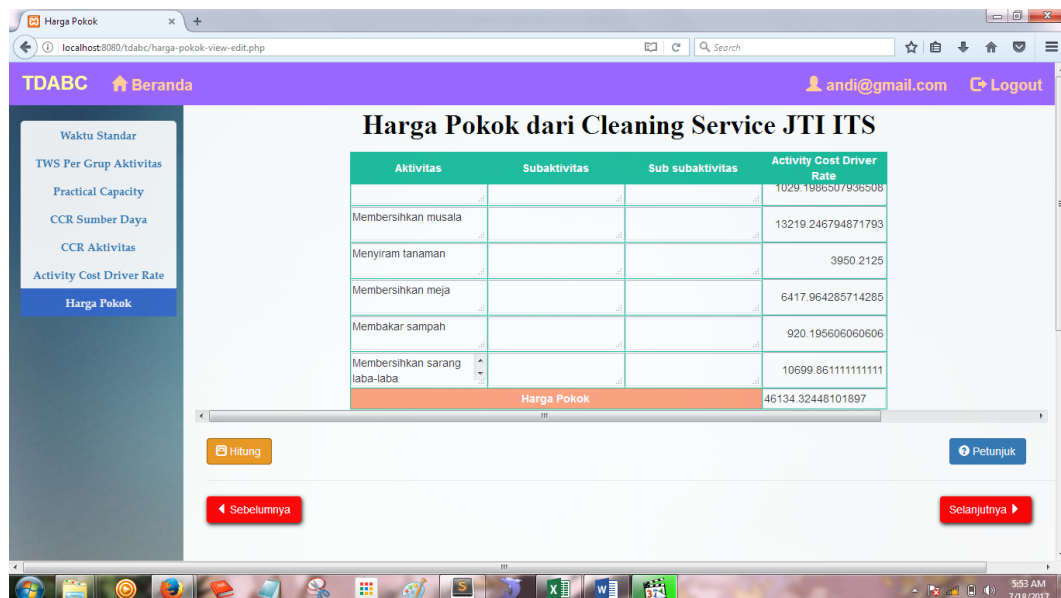 Harga Pokok
localhost:8080/tdabc/harga-pokok-view-edit.php
Search
TDABC Beranda andi@gmail.com Logout
Waktu Standar
TWS Per Grup Aktivitas
Practical Capacity
CCR Sumber Daya
CCR Aktivitas
Activity Cost Driver Rate
Harga Pokok
Harga Pokok dari Cleaning Service JTI ITS
Aktivitas Subaktivitas Sub subaktivitas Activity Cost Driver
Rate
1029.1986507936508
Membersihkan musala 13219.246794871793
Menyiram tanaman 3950.2125
Membersihkan meja 6417.964285714285
Membakar sampah 920.195606060606
Membersihkan sarang
laba-laba 10699.861111111111
Harga Pokok 46134.32448101897
Hitung Petunjuk
Sebelumnya Selanjutnya
5:53 AM
7/18/2017